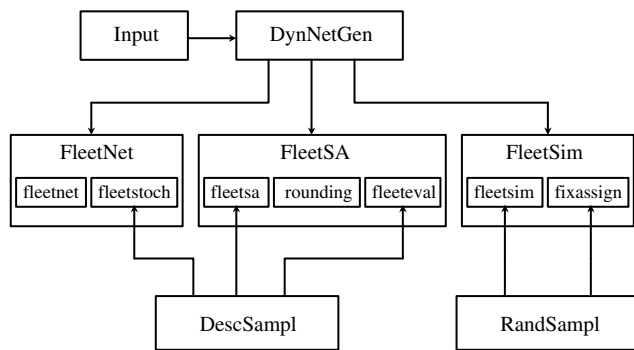 Input
DynNetGen
FleetNet
FleetSA
FleetSim
fleetnet
fleetstoch
fleetsa
rounding
fleeteval
fleetsim
fixassign
DescSampl
RandSampl